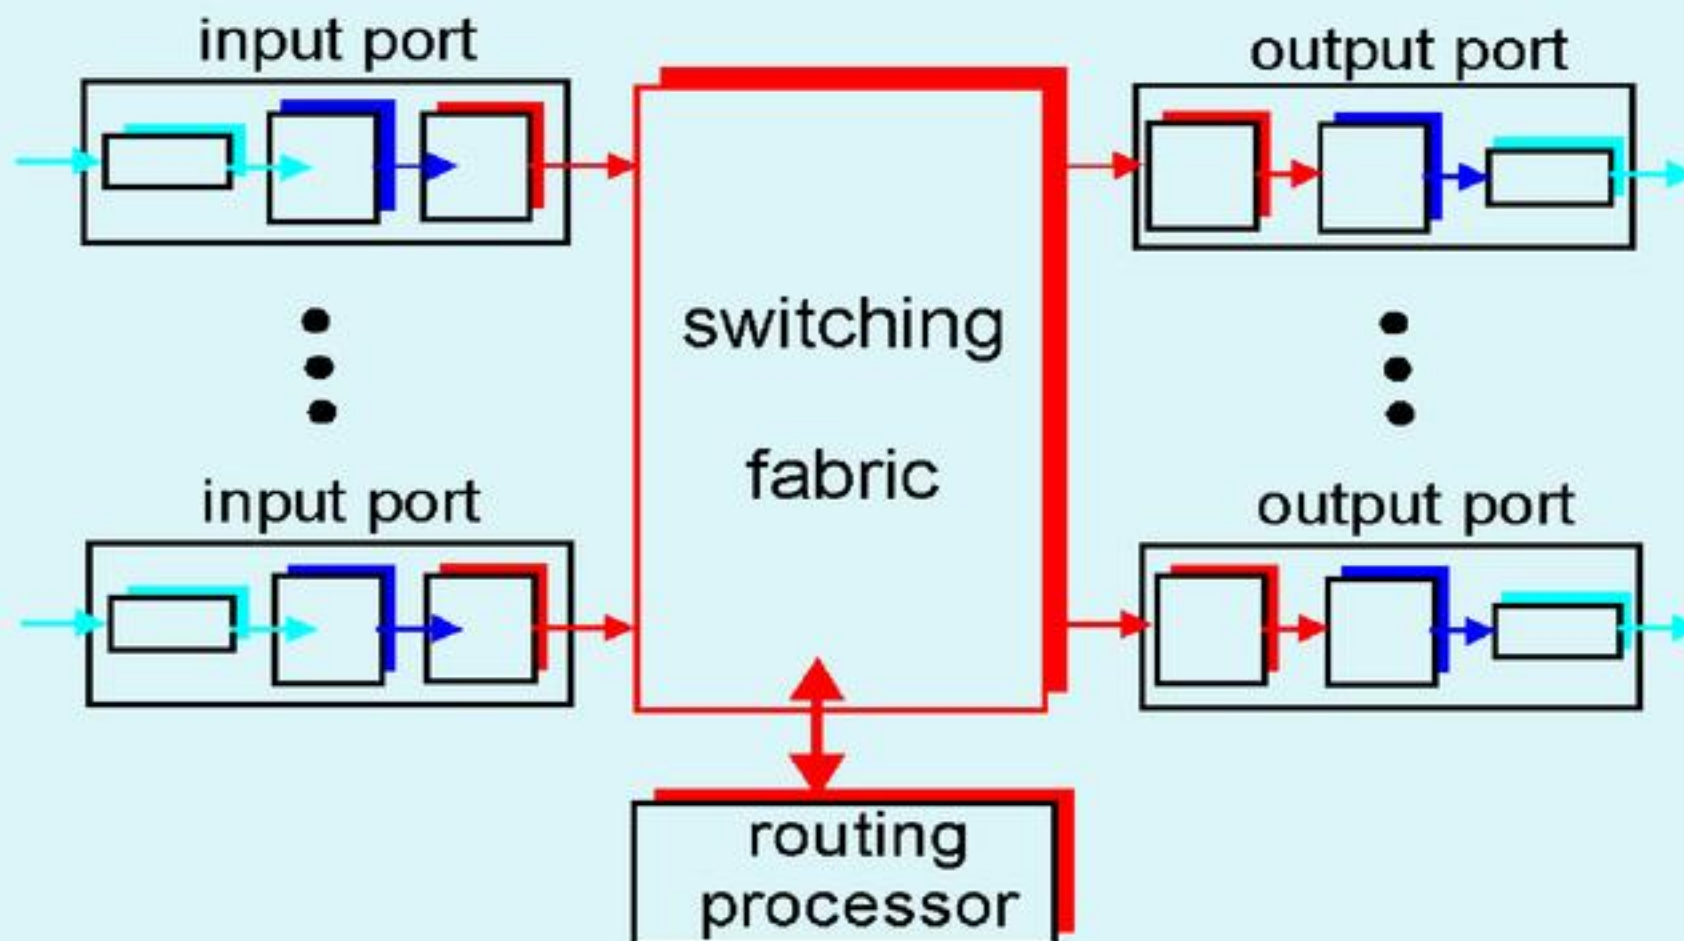 input port
output port
switching
fabric
input port
output port
routing
processor